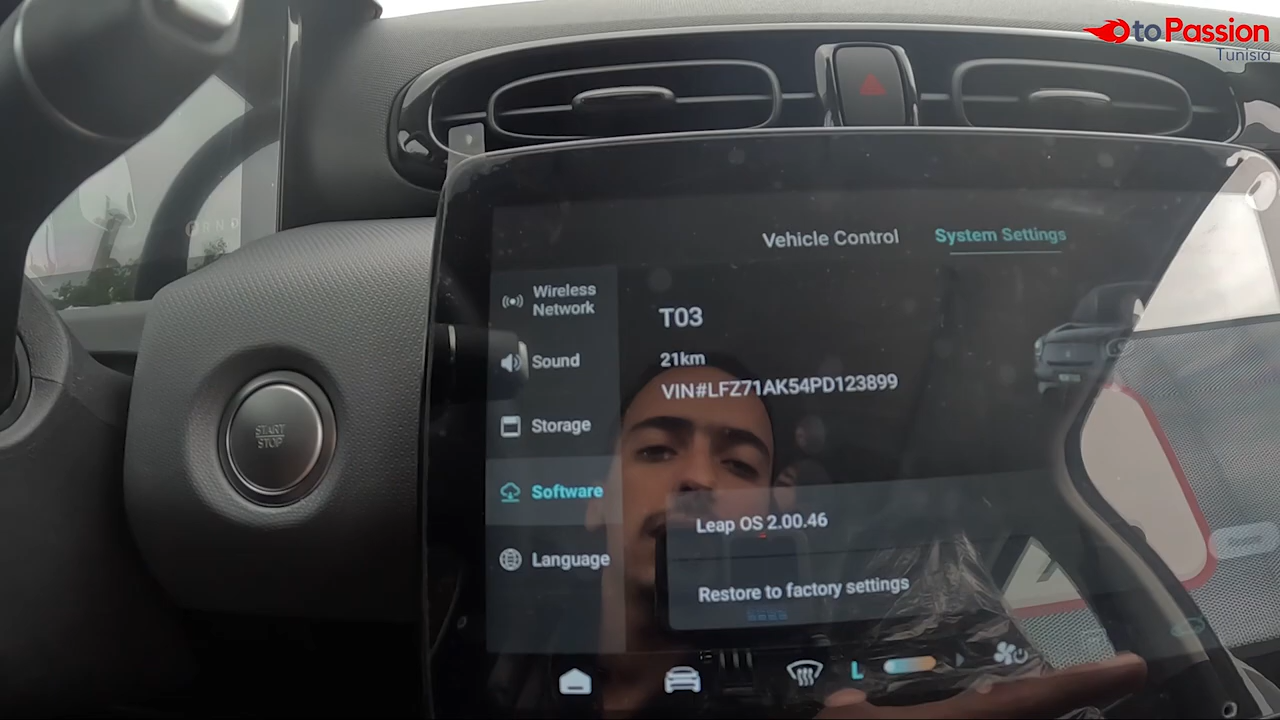 OtoPassion
Tunisia
Vehicle Control
System Settings
Wireless
Network
Sound
Storage
Software
Language
T03
21km
VIN#LFZ71AK54PD123899
Leap OS 2.00.46
Restore to factory settings
START
STOP
L